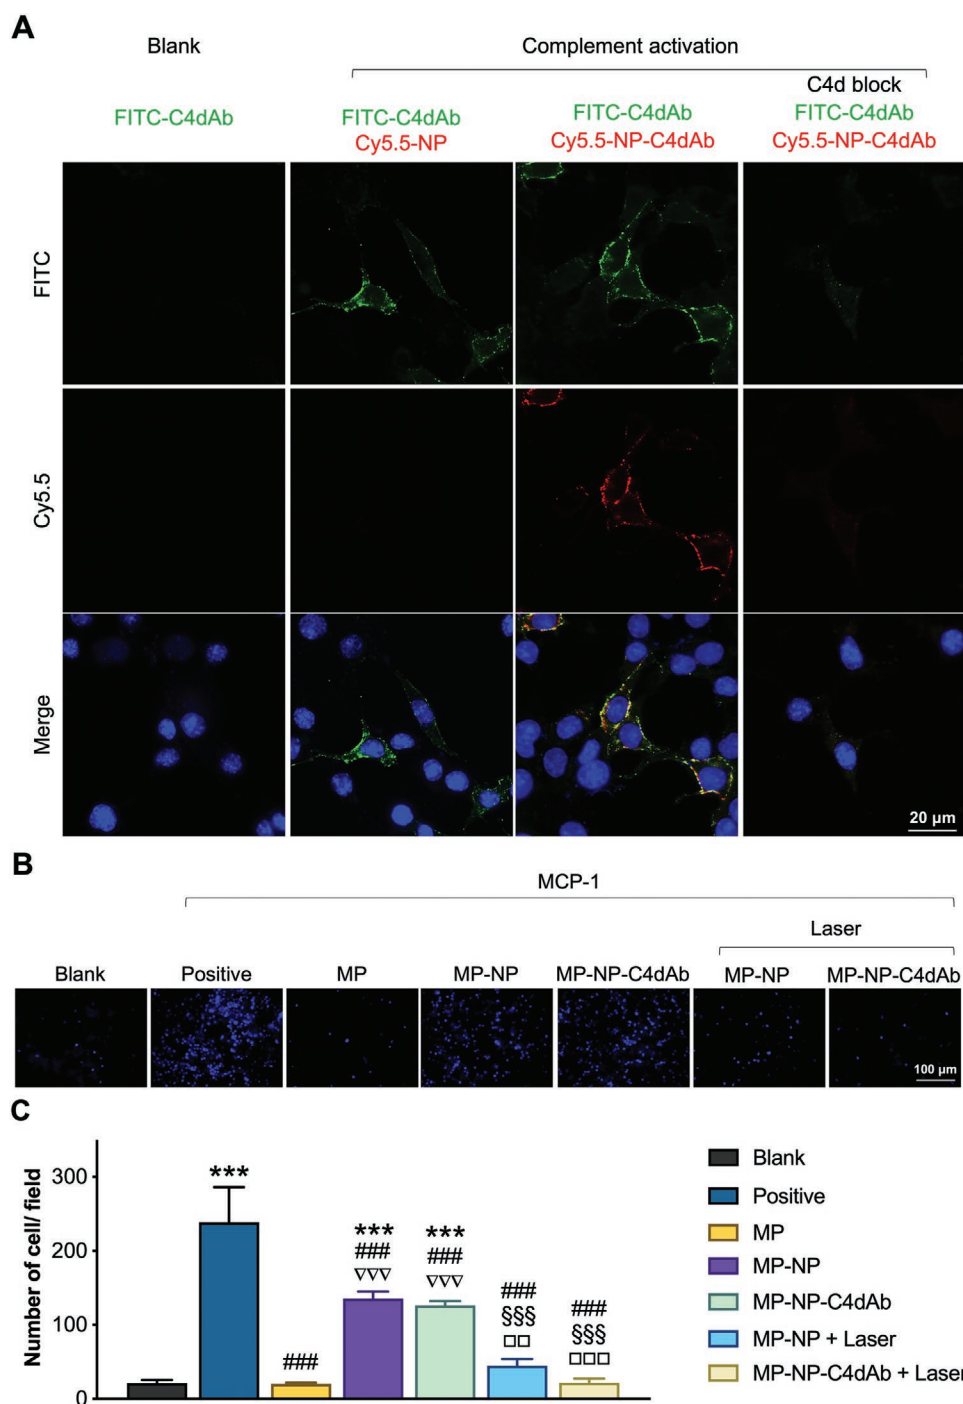 A
Blank
Complement activation
C4d block
FITC-C4dAb
FITC-C4dAb
FITC-C4dAb
FITC-C4dAb
Cy5.5-NP
Cy5.5-NP-C4dAb
Cy5.5-NP-C4dAb
FITC
Cy5.5
Merge
20 µm
B
MCP-1
Laser
Blank
Positive
MP
MP-NP
MP-NP-C4dAb
MP-NP
MP-NP-C4dAb
100 µm
C
Number of cell/ field
300
200
100
0
***
###
***
###
▽▽▽
***
###
▽▽▽
###
§§§
□□
###
§§§
□□□
Blank
Positive
MP
MP-NP
MP-NP-C4dAb
MP-NP + Laser
MP-NP-C4dAb + Laser